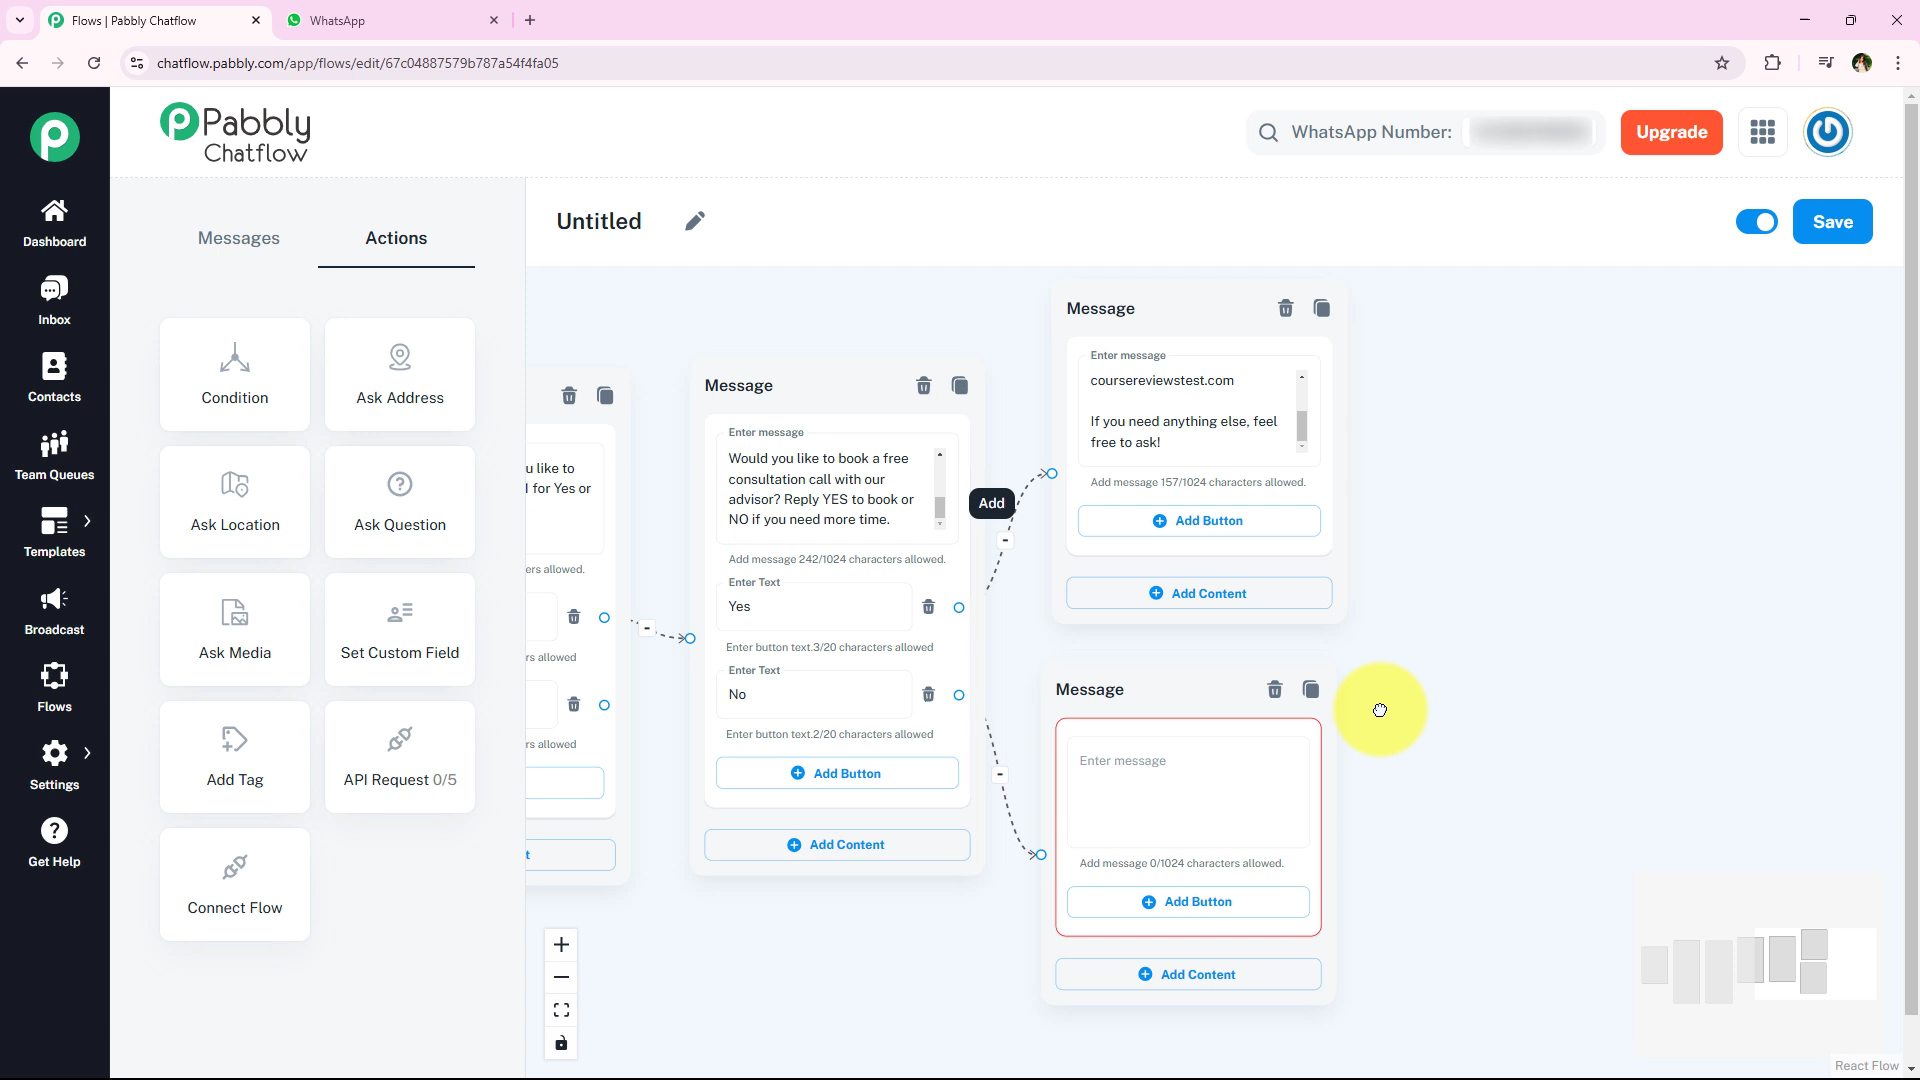 Flows | Pabbly Chatflow
WhatsApp
chatflow.pabbly.com/app/flows/edit/67c04887579b787a54f4fa05
Pabbly
Chatflow
WhatsApp Number:
Upgrade
Dashboard
Inbox
Contacts
Team Queues
Templates
Broadcast
Flows
Settings
Get Help
Messages
Actions
Condition
Ask Address
Ask Location
Ask Question
Ask Media
Set Custom Field
Add Tag
API Request 0/5
Connect Flow
Untitled
Save
u like to
for Yes or
ers allowed.
rs allowed
rs allowed
t
Message
Enter message
Would you like to book a free
consultation call with our
advisor? Reply YES to book or
NO if you need more time.
Add message 242/1024 characters allowed.
Enter Text
Yes
Enter button text.3/20 characters allowed
Enter Text
No
Enter button text.2/20 characters allowed
Add Button
Add Content
Add
Message
Enter message
coursereviewstest.com
If you need anything else, feel
free to ask!
Add message 157/1024 characters allowed.
Add Button
Add Content
Message
Enter message
Add message 0/1024 characters allowed.
Add Button
Add Content
React Flow